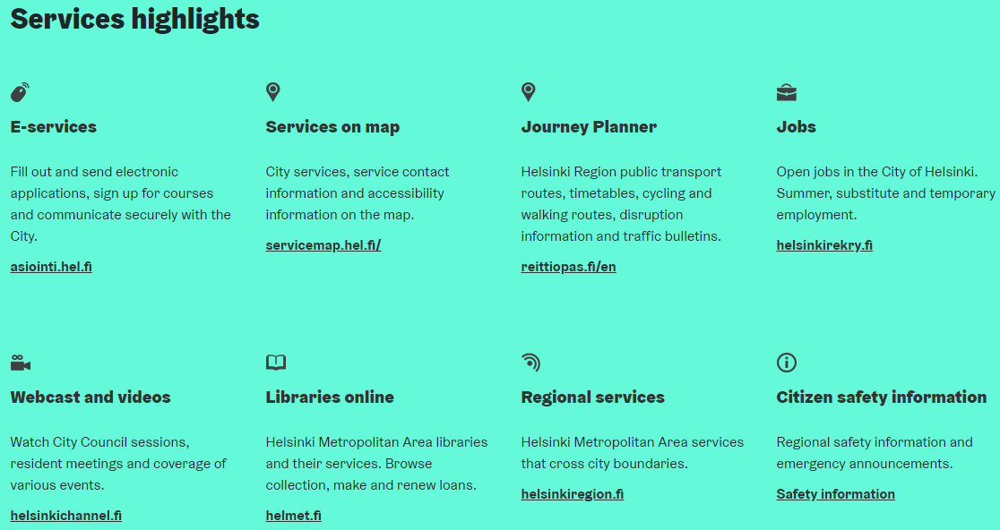 Services highlights
E-services
Fill out and send electronic
applications, sign up for courses
and communicate securely with the
City.
asiointi.hel.fi
Services on map
City services, service contact
information and accessibility
information on the map.
servicemap.hel.fi/
Journey Planner
Helsinki Region public transport
routes, timetables, cycling and
walking routes, disruption
information and traffic bulletins.
reittiopas.fi/en
Jobs
Open jobs in the City of Helsinki.
Summer, substitute and temporary
employment.
helsinkirekry.fi
Webcast and videos
Watch City Council sessions,
resident meetings and coverage of
various events.
helsinkichannel.fi
Libraries online
Helsinki Metropolitan Area libraries
and their services. Browse
collection, make and renew loans.
helmet.fi
Regional services
Helsinki Metropolitan Area services
that cross city boundaries.
helsinkiregion.fi
Citizen safety information
Regional safety information and
emergency announcements.
Safety information